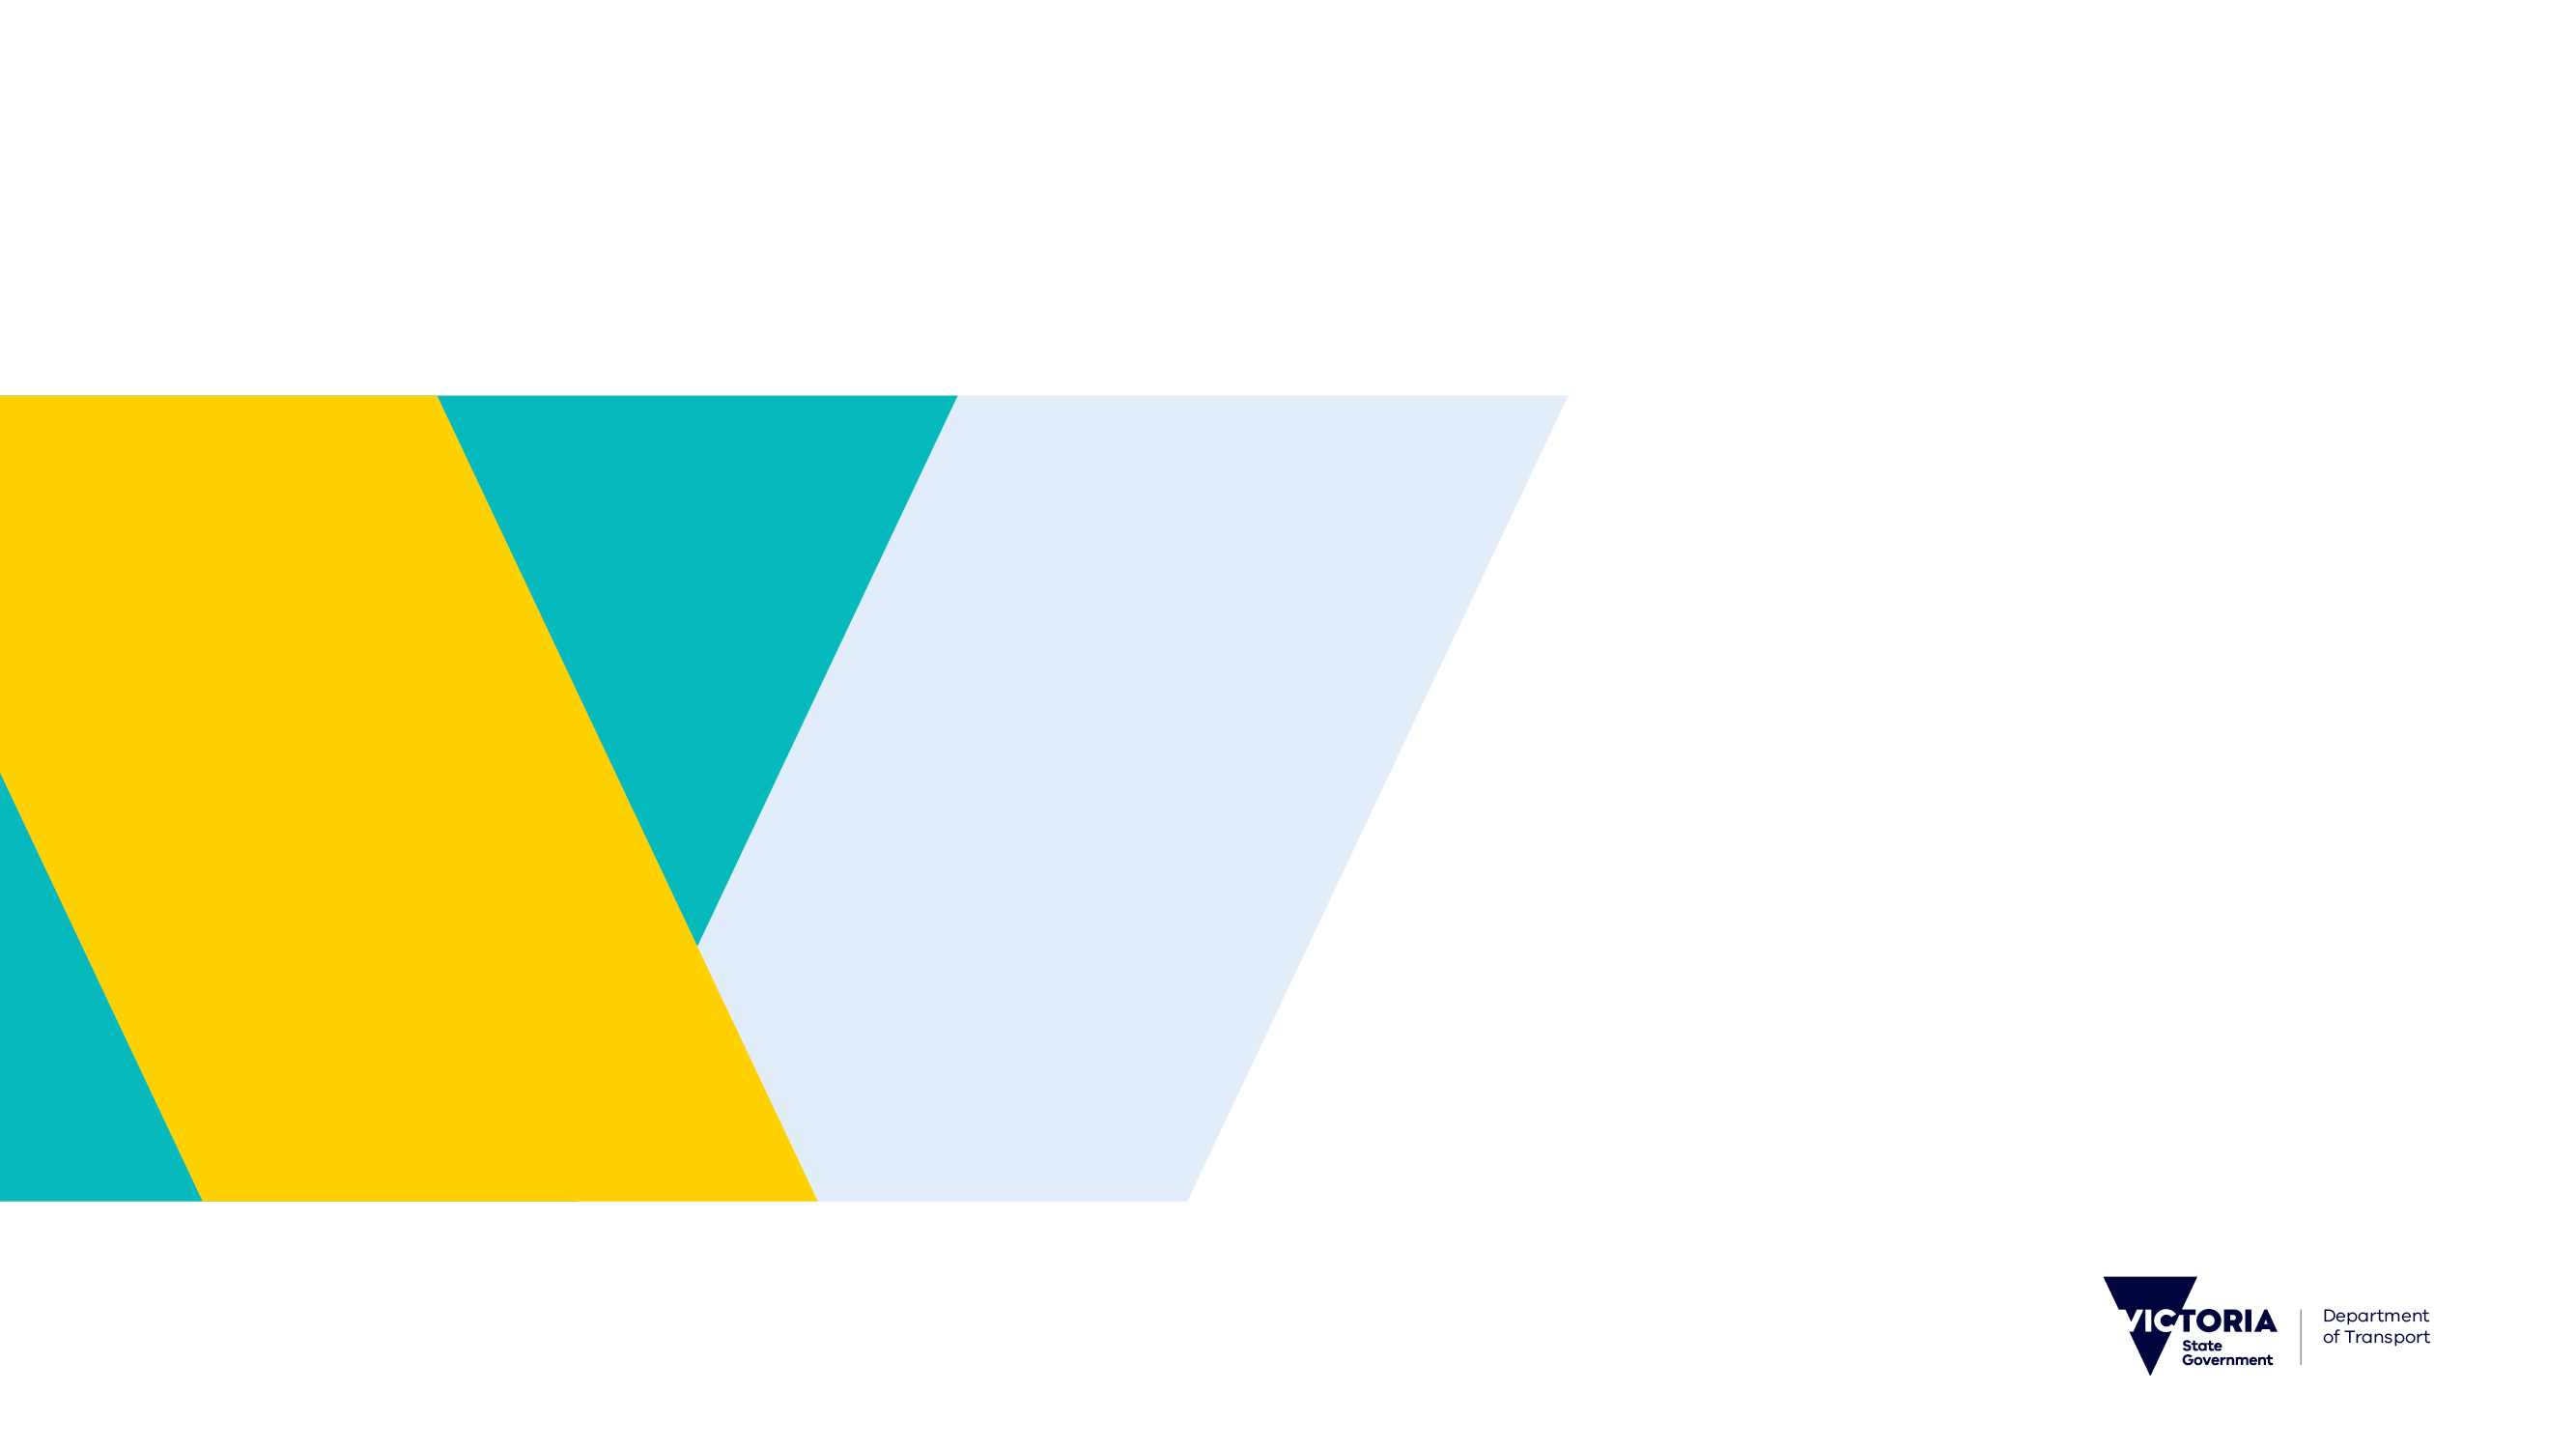 VICTORIA
State
Government
Department
of Transport